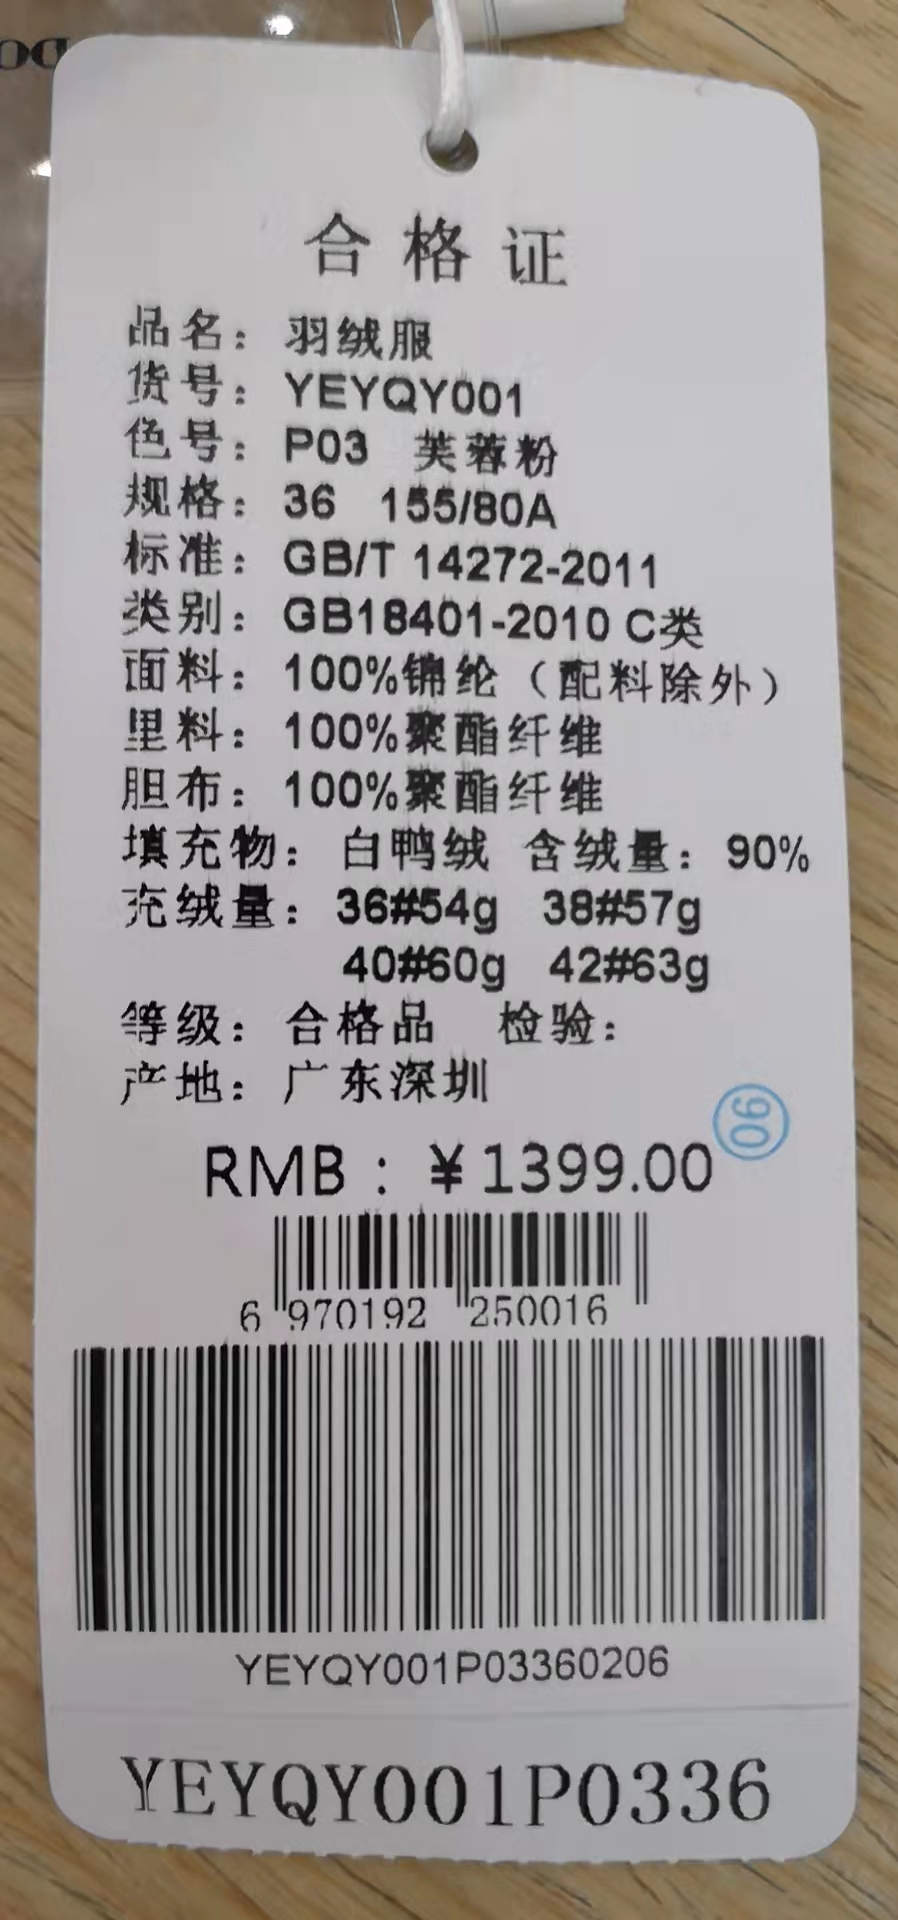 合格证
品名：羽绒服
货号：YEYQY001
色号：P03 芙蓉粉
规格：36 155/80A
标准：GB/T 14272-2011
类别：GB18401-2010 C类
面料：100%锦纶（配料除外）
里料：100%聚酯纤维
胆布：100%聚酯纤维
填充物：白鸭绒 含绒量：90%
充绒量：36#54g 38#57g
40#60g 42#63g
等级：合格品 检验：
产地：广东深圳
06
RMB：¥1399.00
6 970192 250016
YEYQY001P03360206
YEYQY001P0336